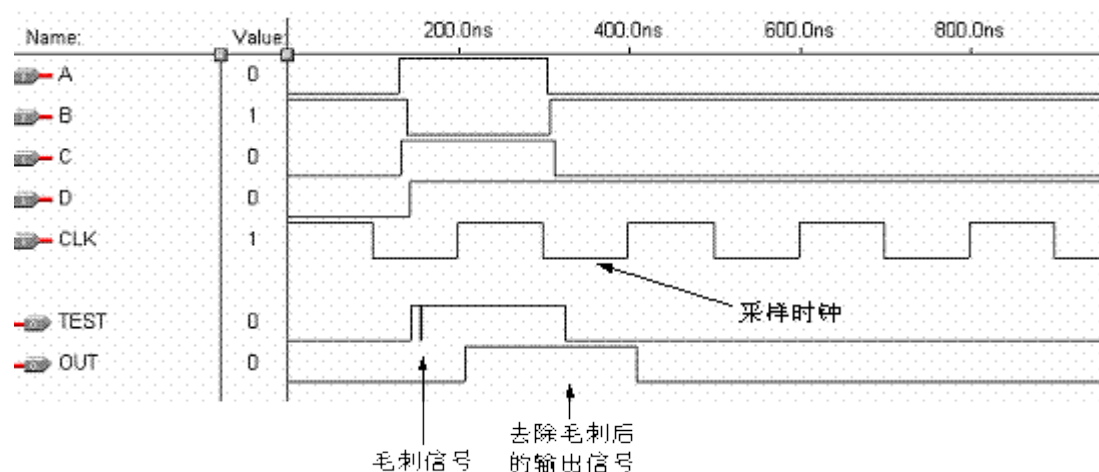 Name: Value: 200.0ns 400.0ns 600.0ns 800.0ns
A 0
B 1
C 0
D 0
CLK 1
采样时钟
TEST 0
OUT 0
毛刺信号
去除毛刺后
的输出信号